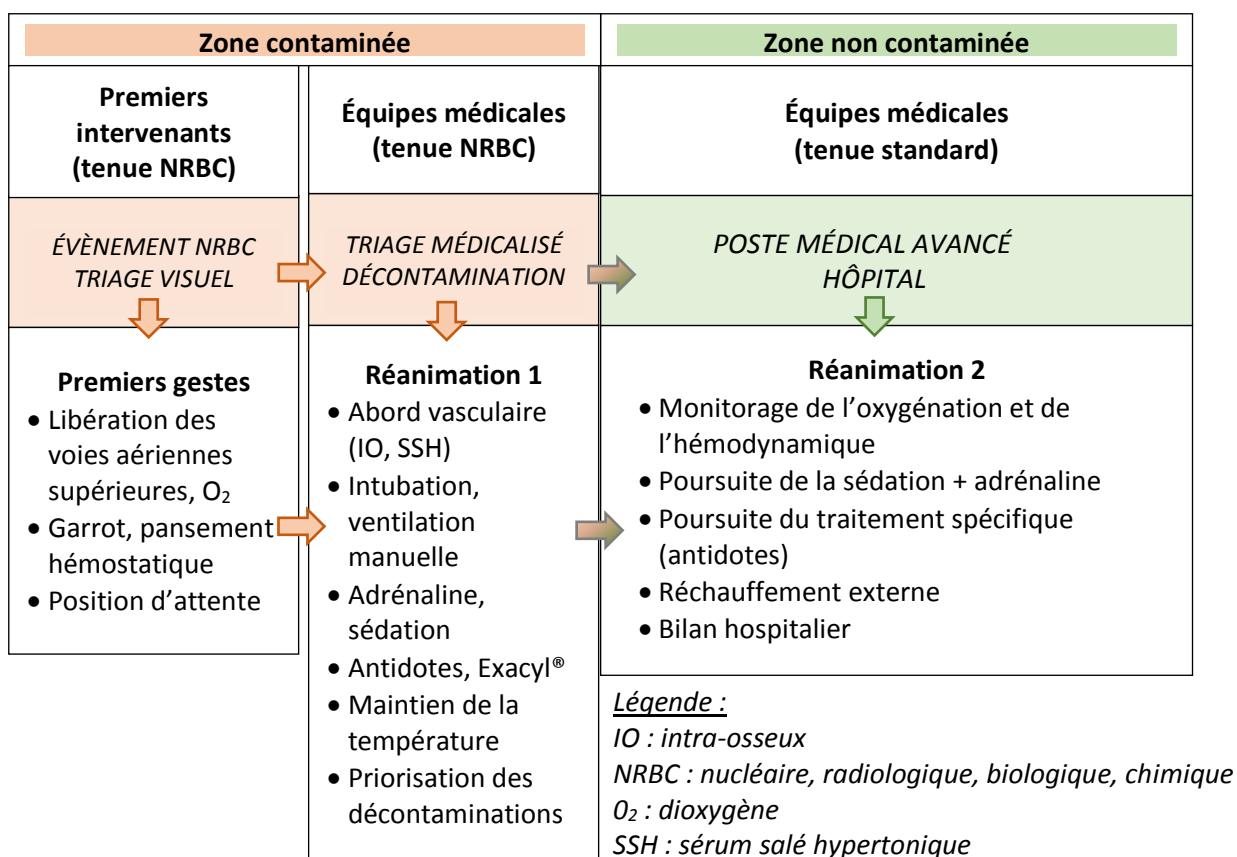 Zone contaminée
Zone non contaminée
Premiers
intervenants
(tenue NRBC)
Équipes médicales
(tenue NRBC)
Équipes médicales
(tenue standard)
ÉVÈNEMENT NRBC
TRIAGE VISUEL
TRIAGE MÉDICALISÉ
DÉCONTAMINATION
POSTE MÉDICAL AVANCÉ
HÔPITAL
Premiers gestes
• Libération des
voies aériennes
supérieures, O₂
• Garrot, pansement
hémostatique
• Position d’attente
Réanimation 1
• Abord vasculaire
(IO, SSH)
• Intubation,
ventilation
manuelle
• Adrénaline,
sédation
• Antidotes, Exacyl®
• Maintien de la
température
• Priorisation des
décontaminations
Réanimation 2
• Monitorage de l’oxygénation et de
l’hémodynamique
• Poursuite de la sédation + adrénaline
• Poursuite du traitement spécifique
(antidotes)
• Réchauffement externe
• Bilan hospitalier
Légende :
IO : intra-osseux
NRBC : nucléaire, radiologique, biologique, chimique
0₂ : dioxygène
SSH : sérum salé hypertonique